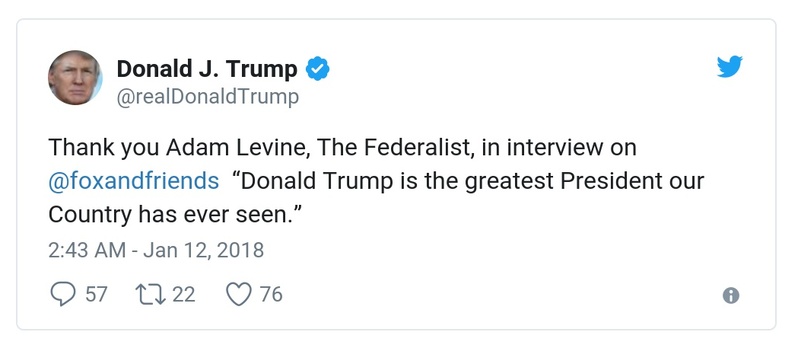 Donald J. Trump
@realDonaldTrump
Thank you Adam Levine, The Federalist, in interview on
@foxandfriends “Donald Trump is the greatest President our
Country has ever seen.”
2:43 AM - Jan 12, 2018
57 22 76